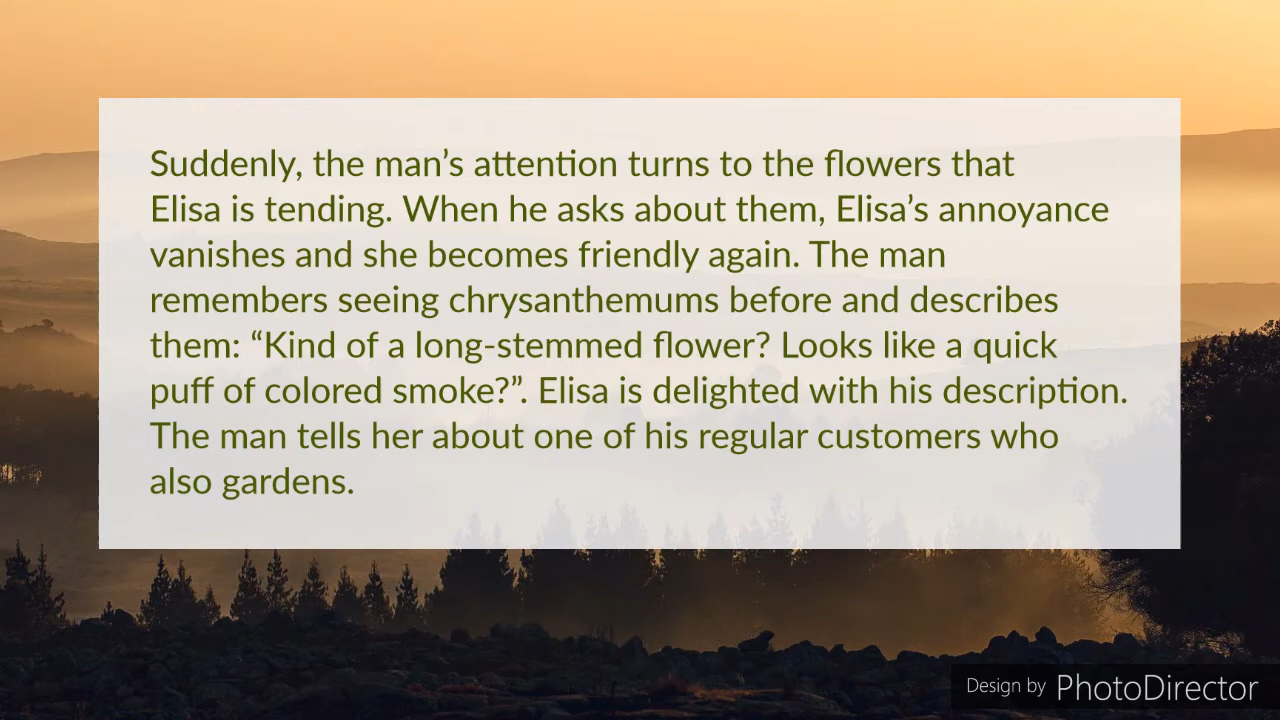 Suddenly, the man’s attention turns to the flowers that
Elisa is tending. When he asks about them, Elisa’s annoyance
vanishes and she becomes friendly again. The man
remembers seeing chrysanthemums before and describes
them: “Kind of a long-stemmed flower? Looks like a quick
puff of colored smoke?”. Elisa is delighted with his description.
The man tells her about one of his regular customers who
also gardens.
Design by PhotoDirector